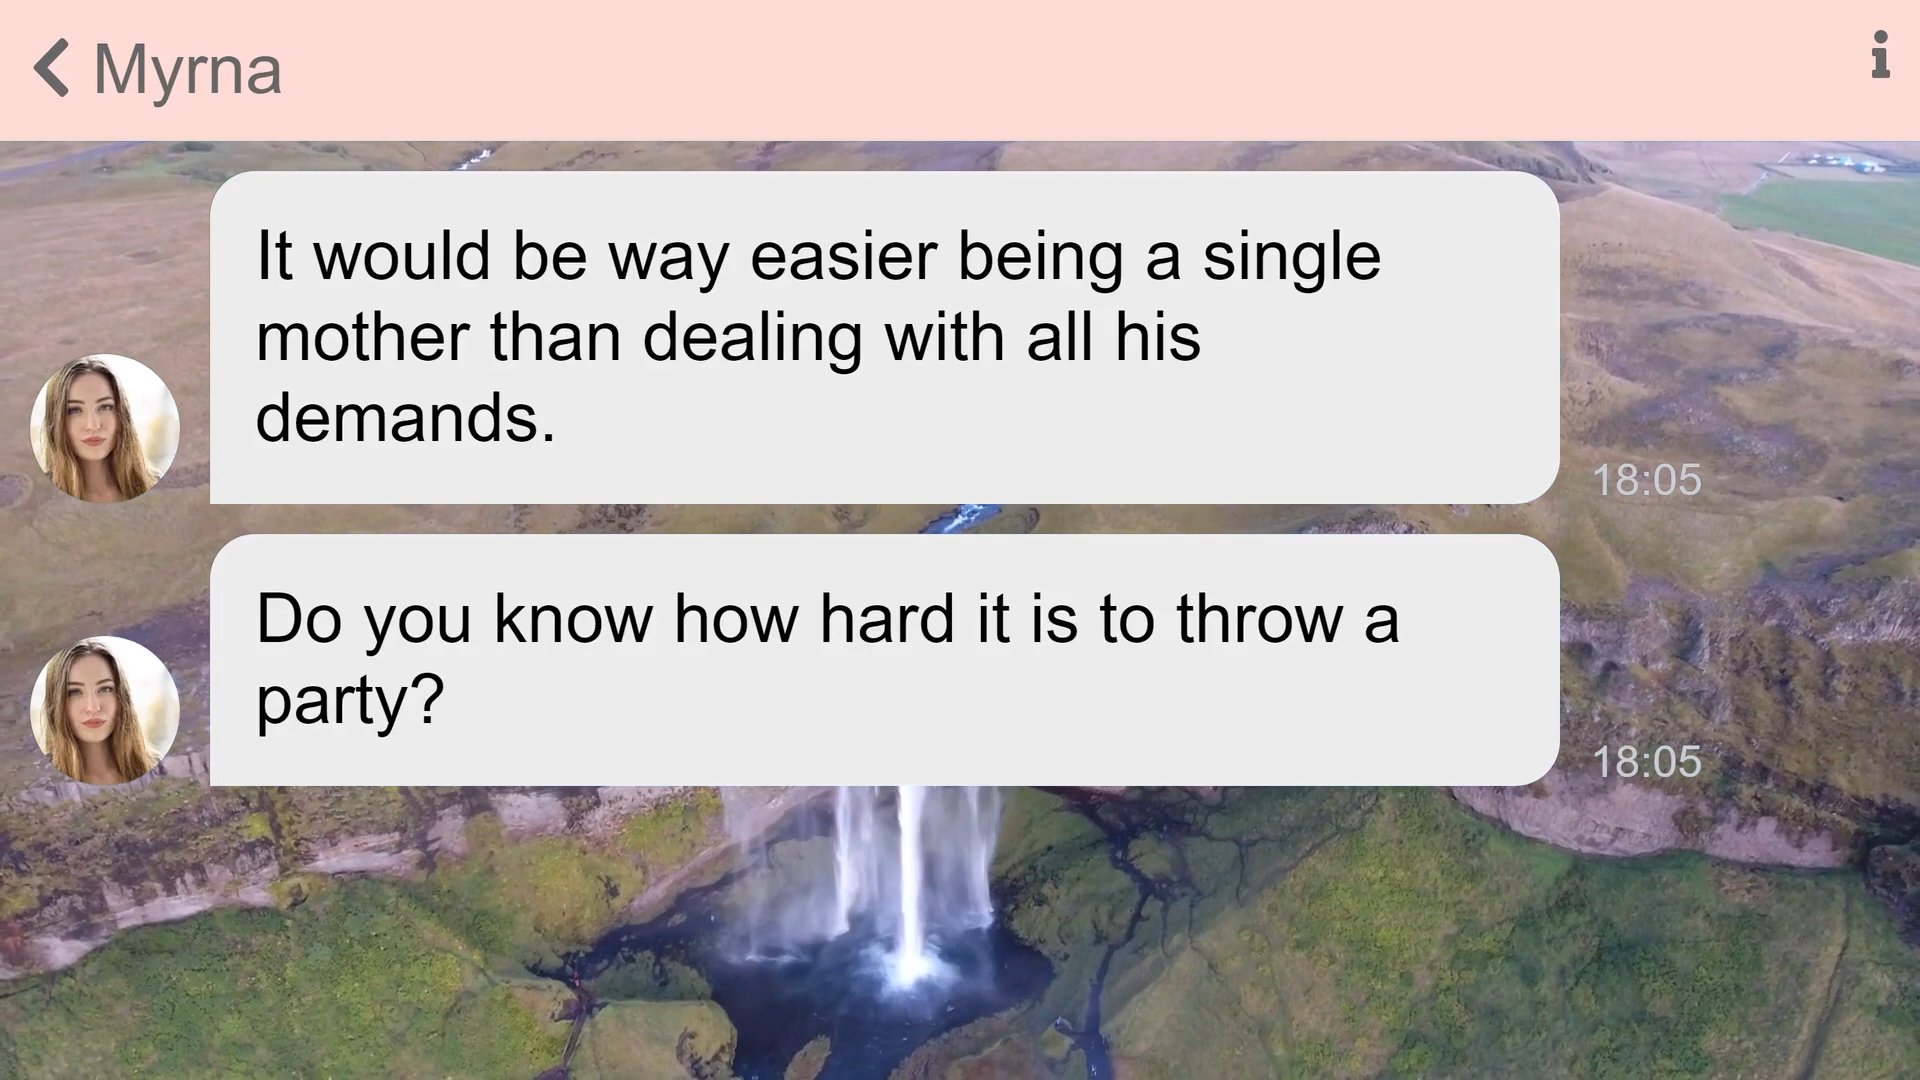 Myrna
It would be way easier being a single
mother than dealing with all his
demands.
18:05
Do you know how hard it is to throw a
party?
18:05